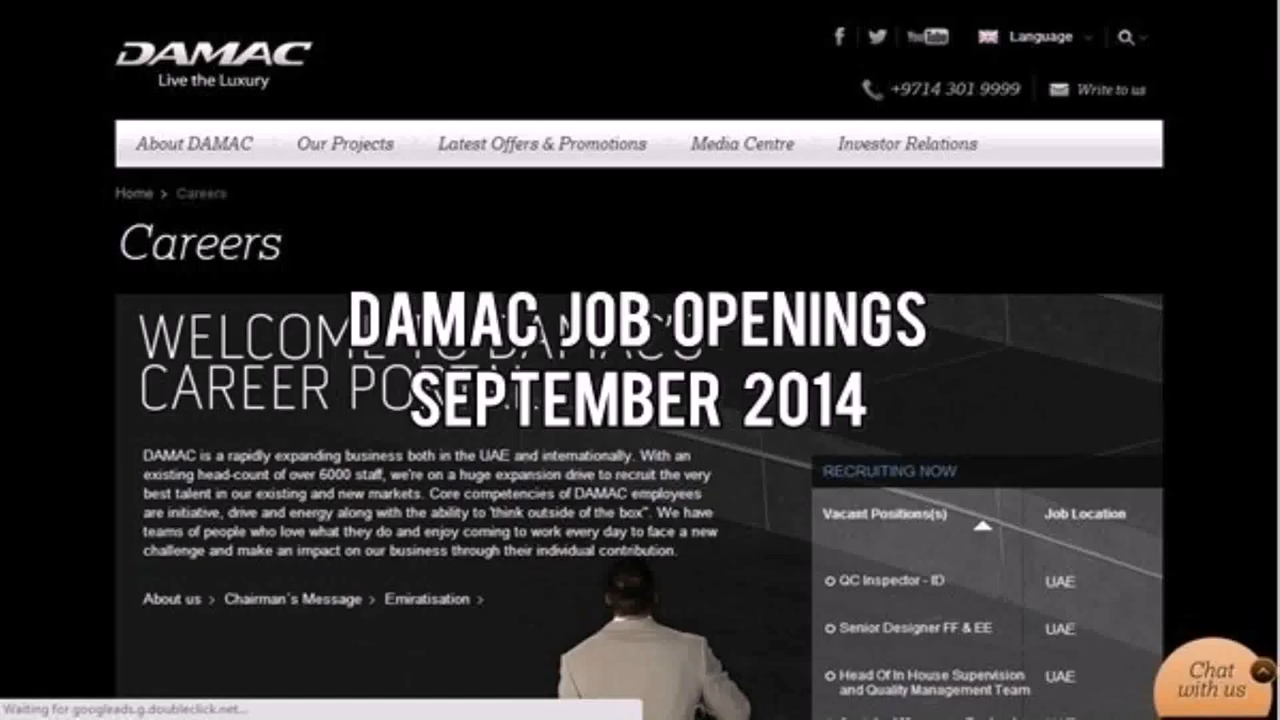 DAMAC
Live the Luxury
f
You Tube
Language
+9714 301 9999
Write to us
About DAMAC
Our Projects
Latest Offers & Promotions
Media Centre
Investor Relations
Home > Careers
Careers
WELCOME TO DAMAC'S
CAREER
DAMAC JOB OPENINGS
SEPTEMBER 2014
DAMAC is a rapidly expanding business both in the UAE and internationally. With an
existing head-count of over 6000 staff, we're on a huge expansion drive to recruit the very
best talent in our existing and new markets. Core competencies of DAMAC employees
are initiative, drive and energy along with the ability to 'think outside of the box". We have
teams of people who love what they do and enjoy coming to work every day to face a new
challenge and make an impact on our business through their individual contribution.
About us > Chairman's Message > Emiratisation >
RECRUITING NOW
Vacant Positions(s)
Job Location
QC Inspector - ID
UAE
Senior Designer FF & EE
UAE
Head Of In House Supervision
and Quality Management Team
UAE
Chat
with us
Waiting for googleads.g.doubleclick.net...